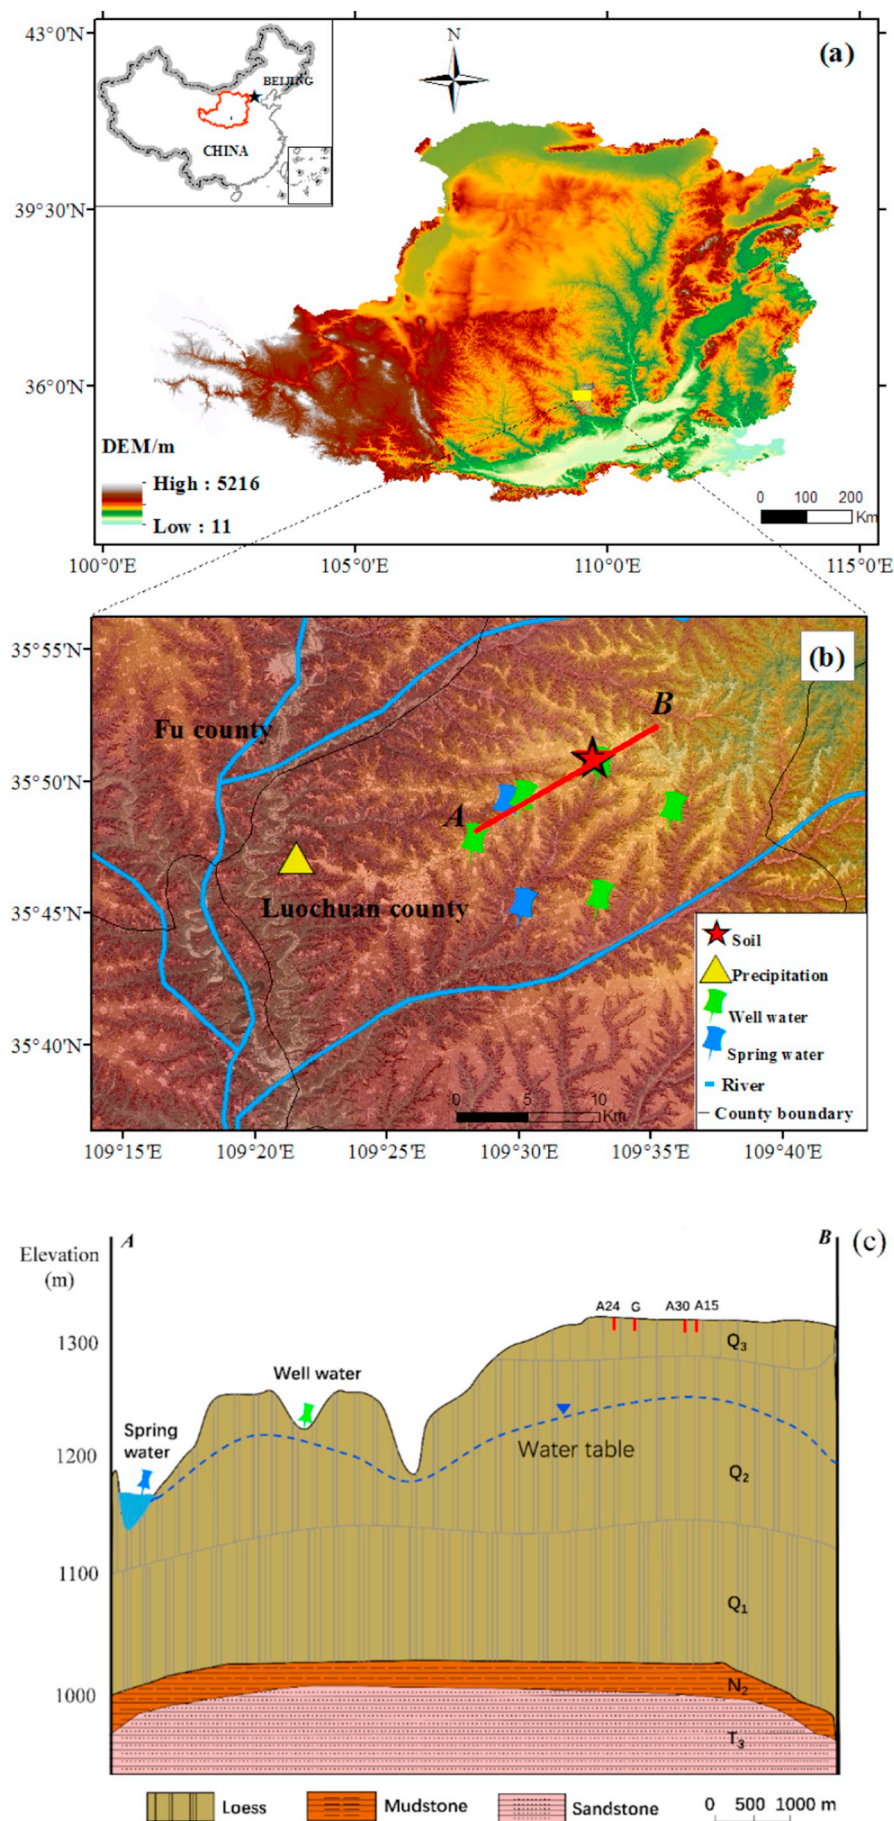 43°0'N
(a)
N
BEIJING
CHINA
39°30'N
36°0'N
DEM/m
High : 5216
Low : 11
0 100 200
Km
100°0'E 105°0'E 110°0'E 115°0'E
35°55'N
(b)
B
Fu county
35°50'N
A
Luochuan county
35°45'N
Soil
Precipitation
Well water
Spring water
River
County boundary
35°40'N
0 5 10
Km
109°15'E 109°20'E 109°25'E 109°30'E 109°35'E 109°40'E
A
B
(c)
Elevation
(m)
A24 G A30 A15
1300
Q3
Well water
Spring
water
Water table
1200
Q2
1100
Q1
1000
N2
T3
Loess
Mudstone
Sandstone
0 500 1000 m